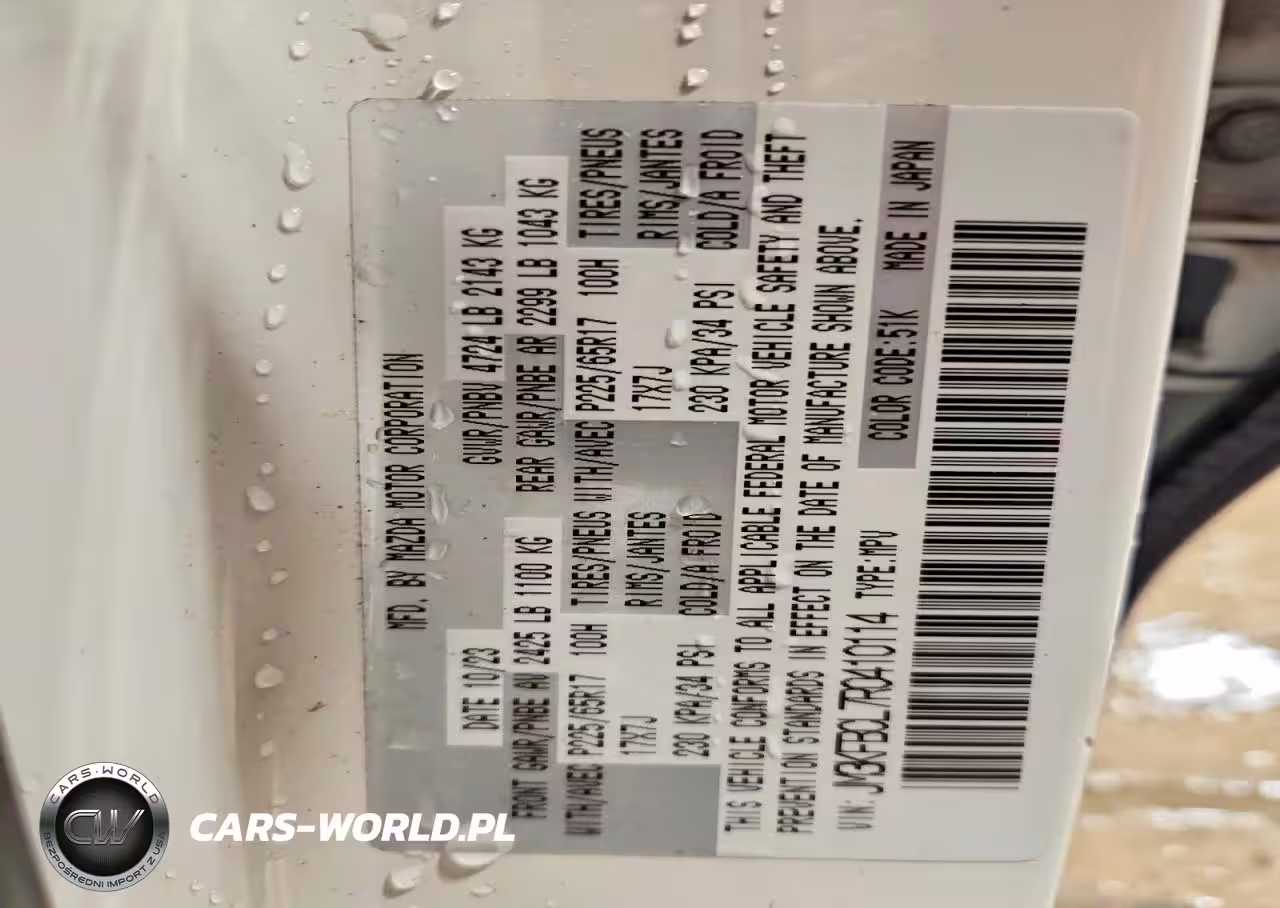 MFD. BY MAZDA MOTOR CORPORATION
DATE 10/23 GVWR/PNBV 4724 LB 2143 KG
FRONT GAWR/PNBE AV 2425 LB 1100 KG REAR GAWR/PNBE AR 2299 LB 1043 KG
WITH/AVEC P225/65R17 100H TIRES/PNEUS WITH/AVEC P225/65R17 100H TIRES/PNEUS
17X7J RIMS/JANTES 17X7J RIMS/JANTES
230 KPA/34 PSI COLD/A FROID 230 KPA/34 PSI COLD/A FROID
THIS VEHICLE CONFORMS TO ALL APPLICABLE FEDERAL MOTOR VEHICLE SAFETY AND THEFT
PREVENTION STANDARDS IN EFFECT ON THE DATE OF MANUFACTURE SHOWN ABOVE.
VIN: JM3KFBCL7R0410114 TYPE:MPV
COLOR CODE:51K MADE IN JAPAN
CARS-WORLD
CW
BEZPOŚREDNI IMPORT Z USA
CARS-WORLD.PL